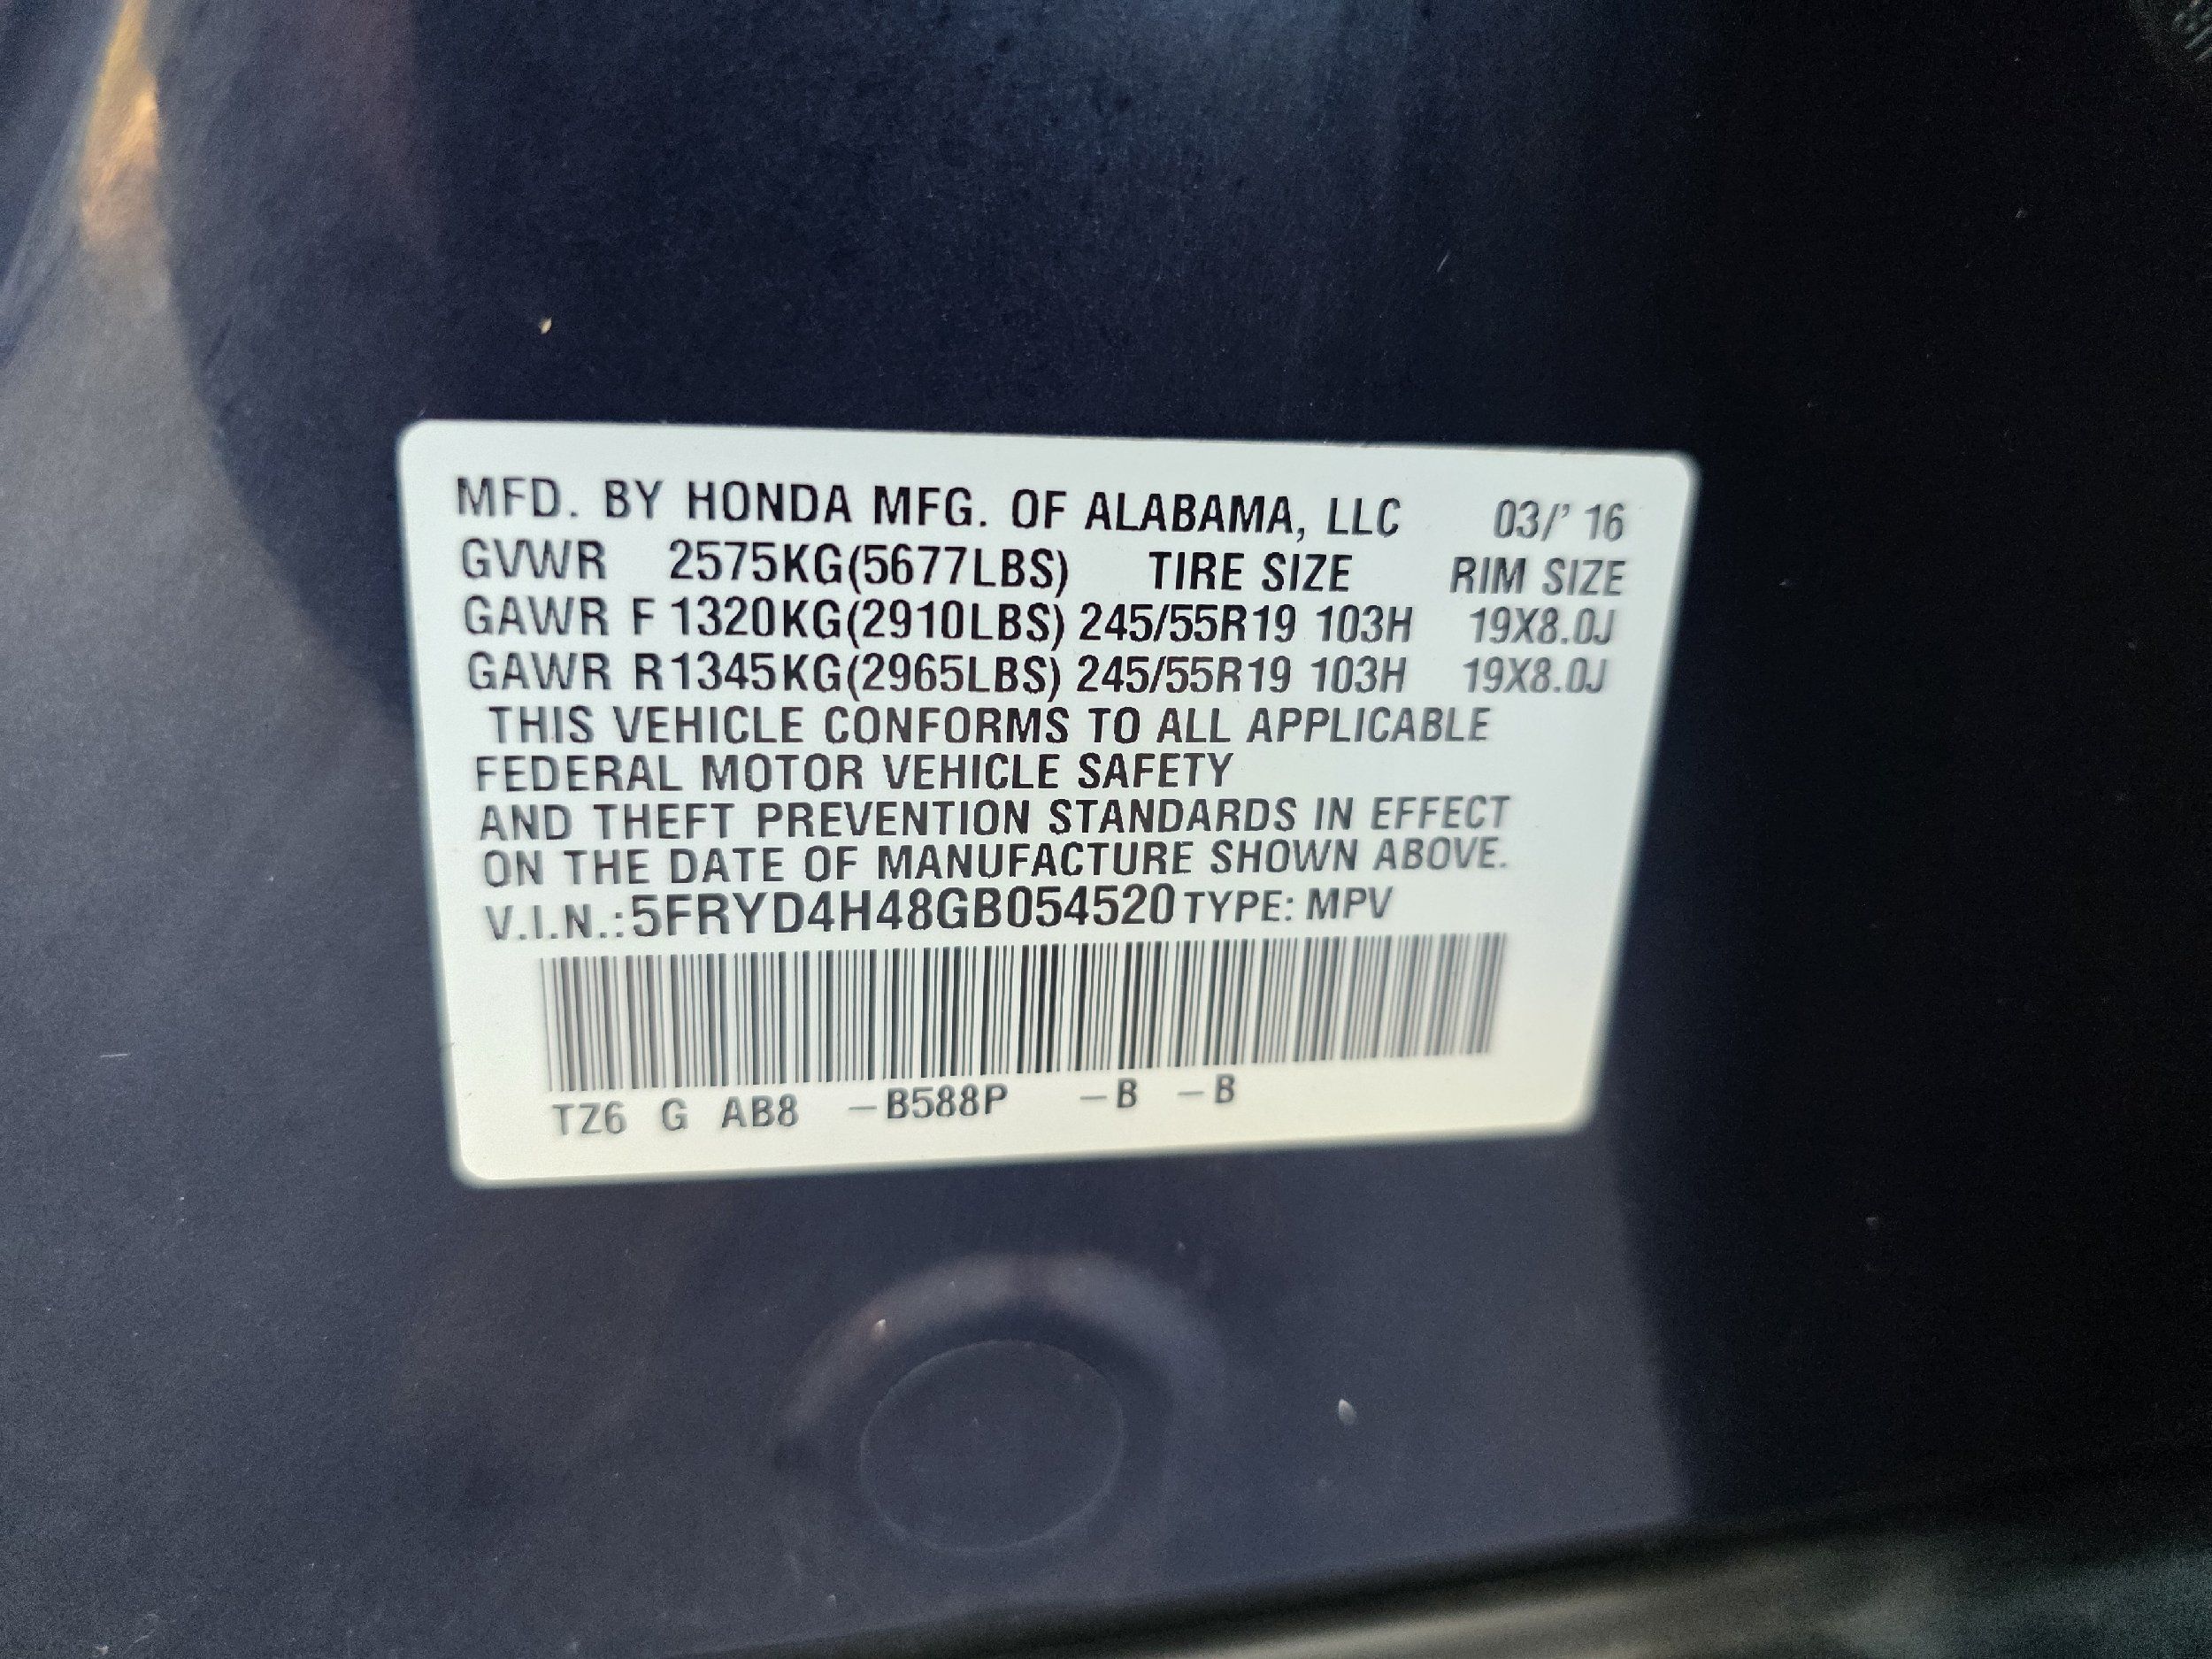 MFD. BY HONDA MFG. OF ALABAMA, LLC 03/' 16
GVWR 2575KG(5677LBS) TIRE SIZE RIM SIZE
GAWR F 1320KG(2910LBS) 245/55R19 103H 19X8.0J
GAWR R1345KG(2965LBS) 245/55R19 103H 19X8.0J
THIS VEHICLE CONFORMS TO ALL APPLICABLE
FEDERAL MOTOR VEHICLE SAFETY
AND THEFT PREVENTION STANDARDS IN EFFECT
ON THE DATE OF MANUFACTURE SHOWN ABOVE.
V.I.N.:5FRYD4H48GB054520 TYPE: MPV
TZ6 G AB8 –B588P –B –B